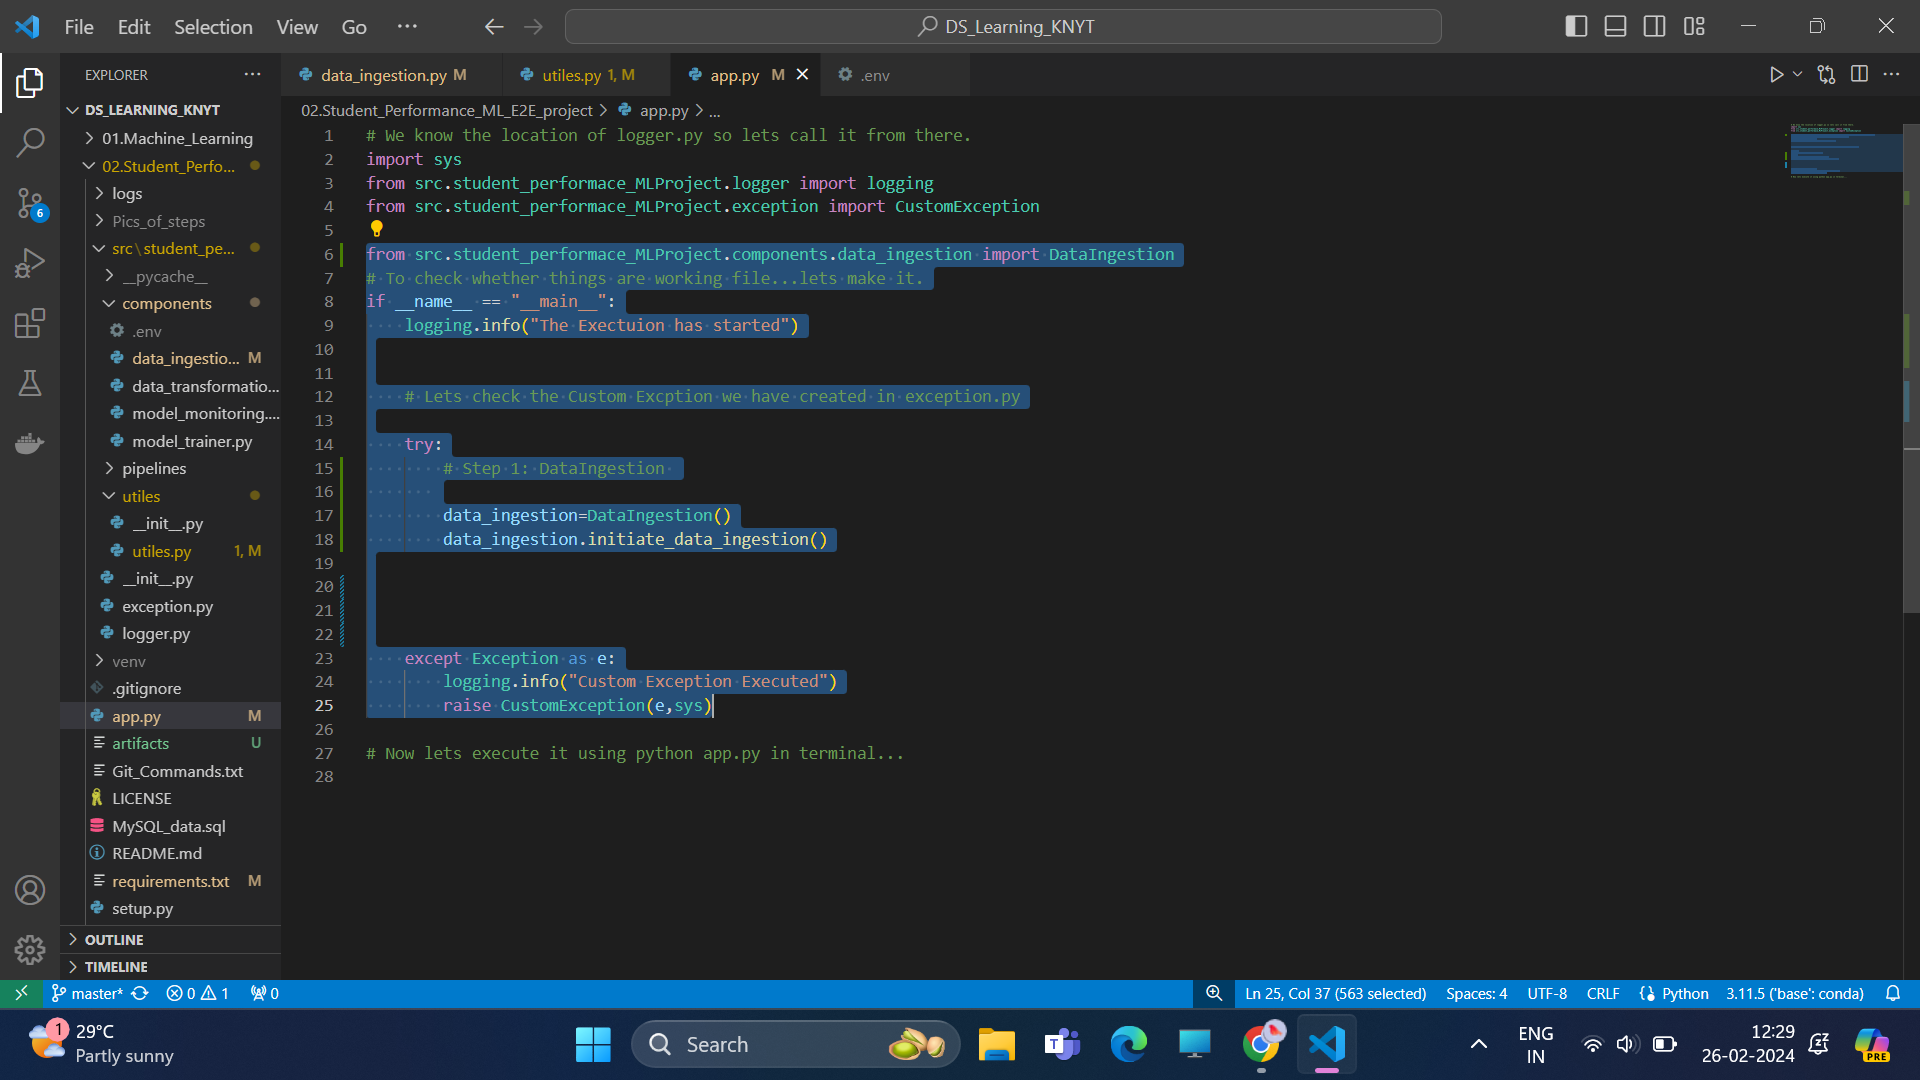 File Edit Selection View Go ···
DS_Learning_KNYT
EXPLORER
data_ingestion.py M
utiles.py 1, M
app.py M
.env
02.Student_Performance_ML_E2E_project > app.py > ...
DS_LEARNING_KNYT
01.Machine_Learning
02.Student_Perfo...
logs
Pics_of_steps
src\student_pe...
__pycache__
components
.env
data_ingestio... M
data_transformatio...
model_monitoring....
model_trainer.py
pipelines
utiles
__init__.py
utiles.py 1, M
__init__.py
exception.py
logger.py
venv
.gitignore
app.py M
artifacts U
Git_Commands.txt
LICENSE
MySQL_data.sql
README.md
requirements.txt M
setup.py
OUTLINE
TIMELINE
6
1 # We know the location of logger.py so lets call it from there.
2 import sys
3 from src.student_performace_MLProject.logger import logging
4 from src.student_performace_MLProject.exception import CustomException
5
6 from src.student_performace_MLProject.components.data_ingestion import DataIngestion
7 # To check whether things are working file...lets make it.
8 if __name__ == "__main__":
9 logging.info("The Exectuion has started")
10
11
12 # Lets check the Custom Excption we have created in exception.py
13
14 try:
15 # Step 1: DataIngestion
16
17 data_ingestion=DataIngestion()
18 data_ingestion.initiate_data_ingestion()
19
20
21
22
23 except Exception as e:
24 logging.info("Custom Exception Executed")
25 raise CustomException(e,sys)
26
27 # Now lets execute it using python app.py in terminal...
28
master* 0 1 0
Ln 25, Col 37 (563 selected) Spaces: 4 UTF-8 CRLF Python 3.11.5 ('base': conda)
1
29°C
Partly sunny
Search
T
ENG
IN
12:29
26-02-2024
PRE